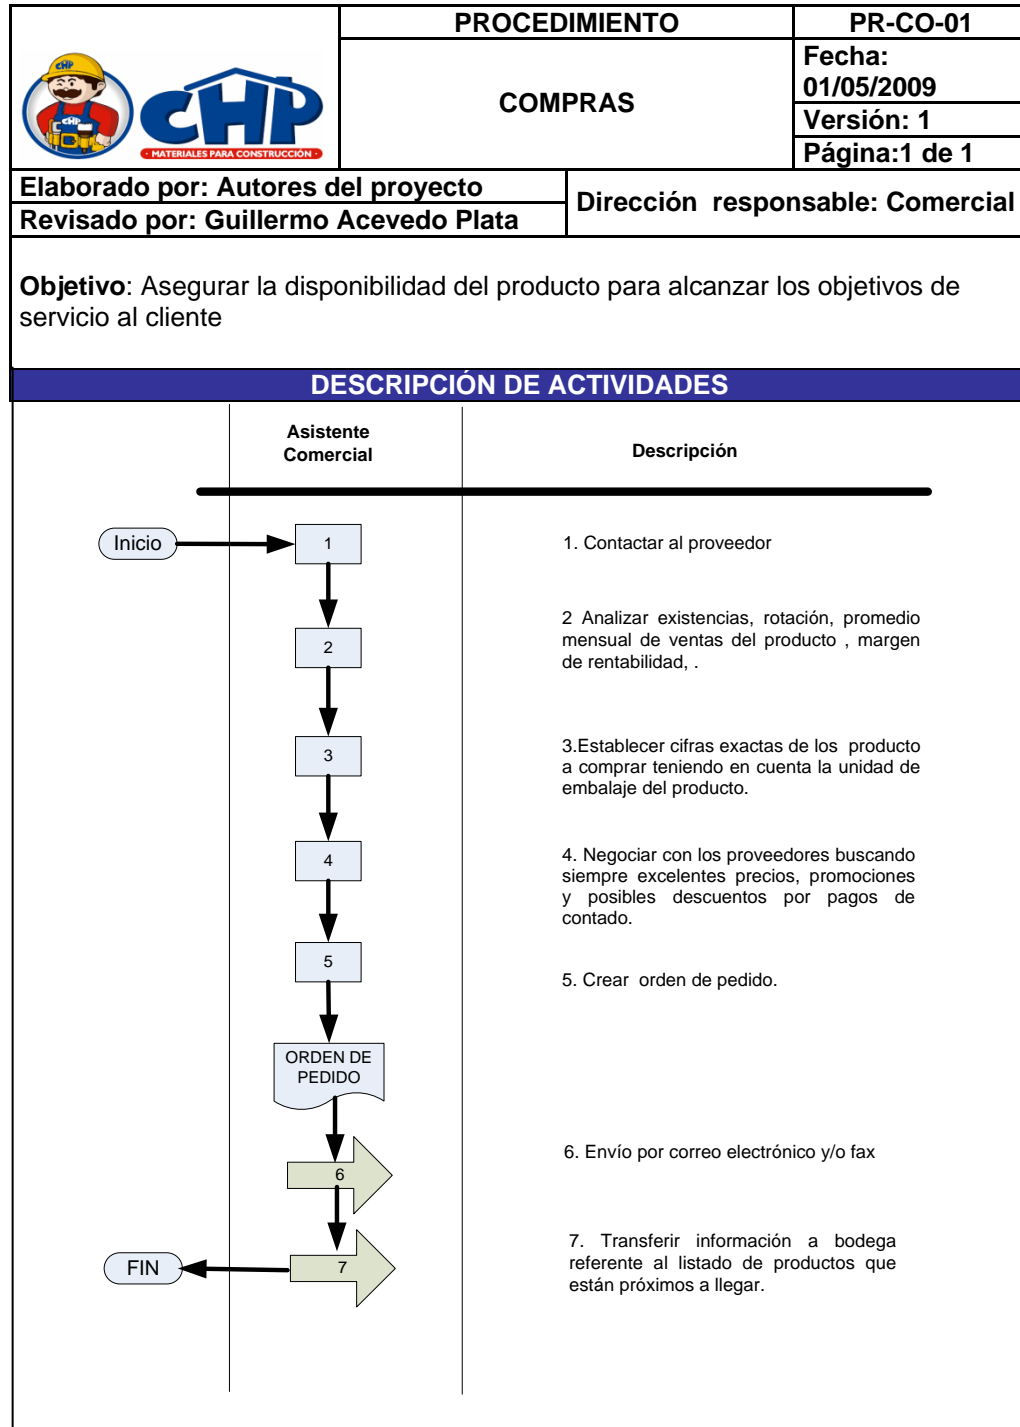 PROCEDIMIENTO
PR-CO-01
CHP
CHP
CHP
MATERIALES PARA CONSTRUCCIÓN
COMPRAS
Fecha:
01/05/2009
Versión: 1
Página:1 de 1
Elaborado por: Autores del proyecto
Revisado por: Guillermo Acevedo Plata
Dirección  responsable: Comercial
Objetivo: Asegurar la disponibilidad del producto para alcanzar los objetivos de
servicio al cliente
DESCRIPCIÓN DE ACTIVIDADES
Asistente
Comercial
Descripción
Inicio
1
1. Contactar al proveedor
2
2 Analizar existencias, rotación, promedio
mensual de ventas del producto , margen
de rentabilidad, .
3
3.Establecer cifras exactas de los  producto
a comprar teniendo en cuenta la unidad de
embalaje del producto.
4
4. Negociar con los proveedores buscando
siempre excelentes precios, promociones
y posibles descuentos por pagos de
contado.
5
5. Crear  orden de pedido.
ORDEN DE
PEDIDO
6
6. Envío por correo electrónico y/o fax
FIN
7
7. Transferir información a bodega
referente al listado de productos que
están próximos a llegar.